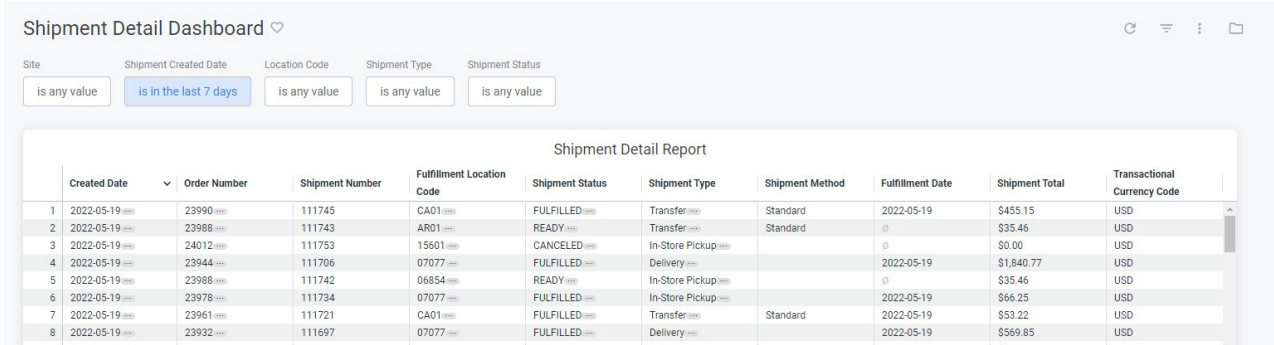 Shipment Detail Dashboard
Site Shipment Created Date Location Code Shipment Type Shipment Status
is any value is in the last 7 days is any value is any value is any value
Shipment Detail Report
Created Date Order Number Shipment Number Fulfillment Location Code Shipment Status Shipment Type Shipment Method Fulfillment Date Shipment Total Transactional Currency Code
1 2022-05-19 23990 111745 CA01 FULFILLED Transfer Standard 2022-05-19 $455.15 USD
2 2022-05-19 23988 111743 AR01 READY Transfer Standard ∅ $35.46 USD
3 2022-05-19 24012 111753 15601 CANCELED In-Store Pickup ∅ $0.00 USD
4 2022-05-19 23944 111706 07077 FULFILLED Delivery 2022-05-19 $1,840.77 USD
5 2022-05-19 23988 111742 06854 READY In-Store Pickup ∅ $35.46 USD
6 2022-05-19 23978 111734 07077 FULFILLED In-Store Pickup 2022-05-19 $66.25 USD
7 2022-05-19 23961 111721 CA01 FULFILLED Transfer Standard 2022-05-19 $53.22 USD
8 2022-05-19 23932 111697 07077 FULFILLED Delivery 2022-05-19 $569.85 USD